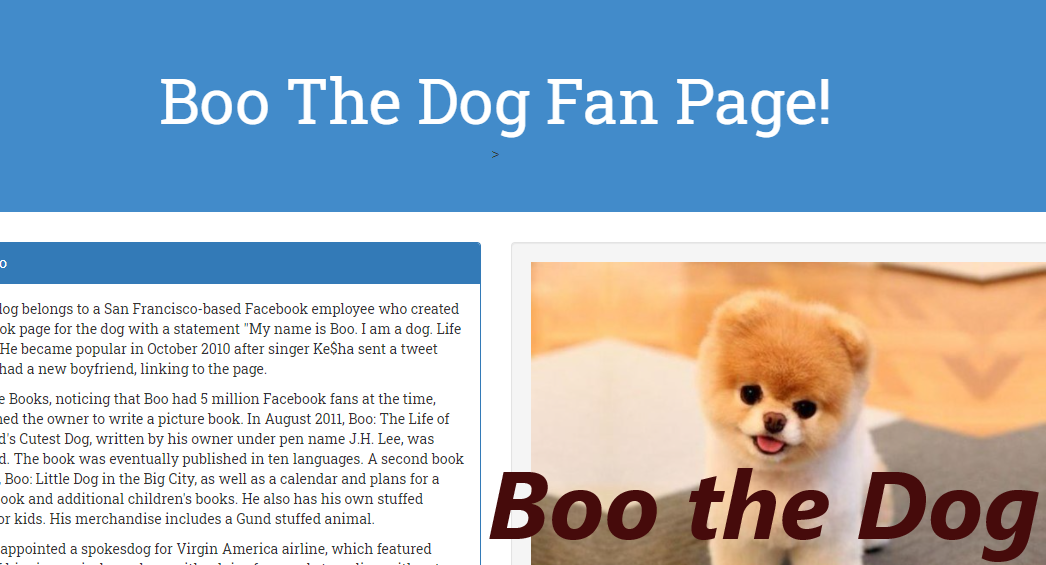 Boo The Dog Fan Page!
>
o
log belongs to a San Francisco-based Facebook employee who created
ok page for the dog with a statement "My name is Boo. I am a dog. Life
He became popular in October 2010 after singer Ke$ha sent a tweet
had a new boyfriend, linking to the page.
e Books, noticing that Boo had 5 million Facebook fans at the time,
ned the owner to write a picture book. In August 2011, Boo: The Life of
d's Cutest Dog, written by his owner under pen name J.H. Lee, was
d. The book was eventually published in ten languages. A second book
, Boo: Little Dog in the Big City, as well as a calendar and plans for a
ook and additional children's books. He also has his own stuffed
or kids. His merchandise includes a Gund stuffed animal.
appointed a spokesdog for Virgin America airline, which featured
Boo the Dog